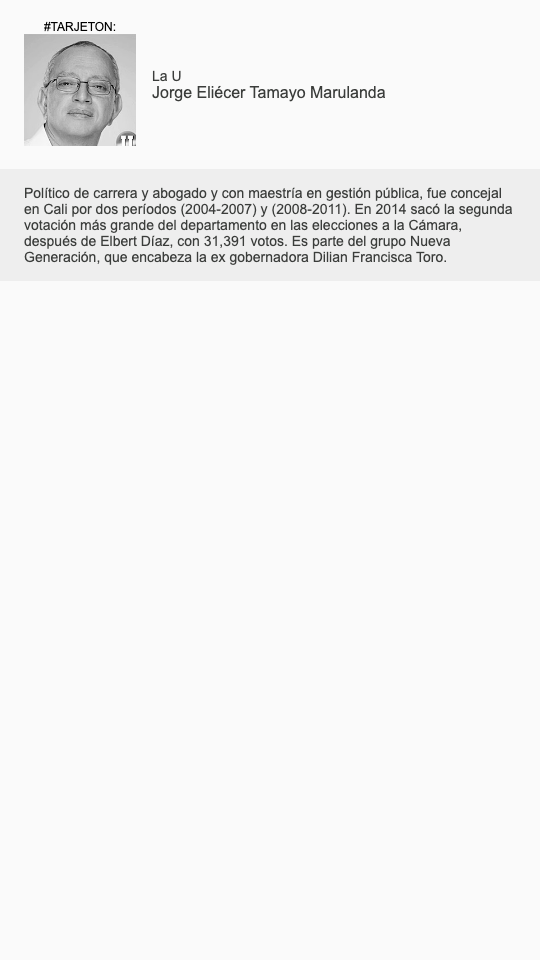 #TARJETON:
La U
Jorge Eliécer Tamayo Marulanda
Político de carrera y abogado y con maestría en gestión pública, fue concejal
en Cali por dos períodos (2004-2007) y (2008-2011). En 2014 sacó la segunda
votación más grande del departamento en las elecciones a la Cámara,
después de Elbert Díaz, con 31,391 votos. Es parte del grupo Nueva
Generación, que encabeza la ex gobernadora Dilian Francisca Toro.